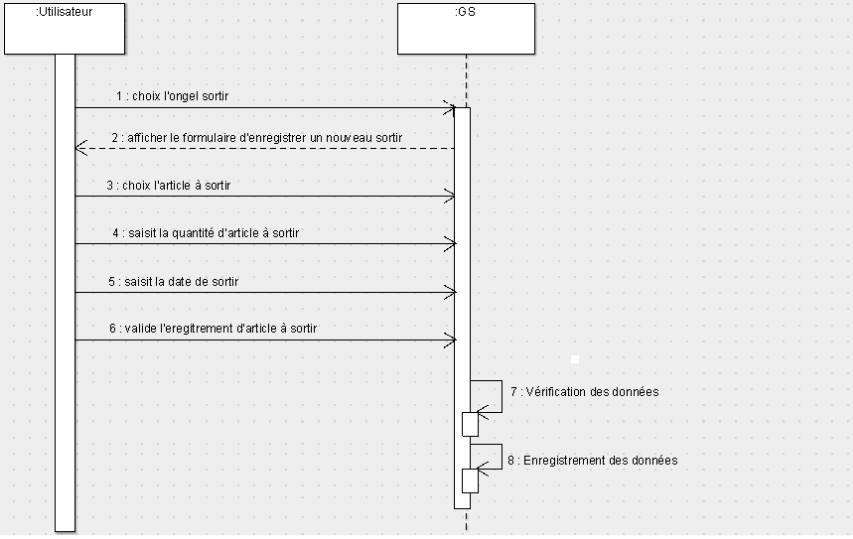 :Utilisateur
:GS
1 : choix l'ongel sortir
2 : afficher le formulaire d'enregistrer un nouveau sortir
3 : choix l'article à sortir
4 : saisit la quantité d'article à sortir
5 : saisit la date de sortir
6 : valide l'eregitrement d'article à sortir
7 : Vérification des données
8 : Enregistrement des données